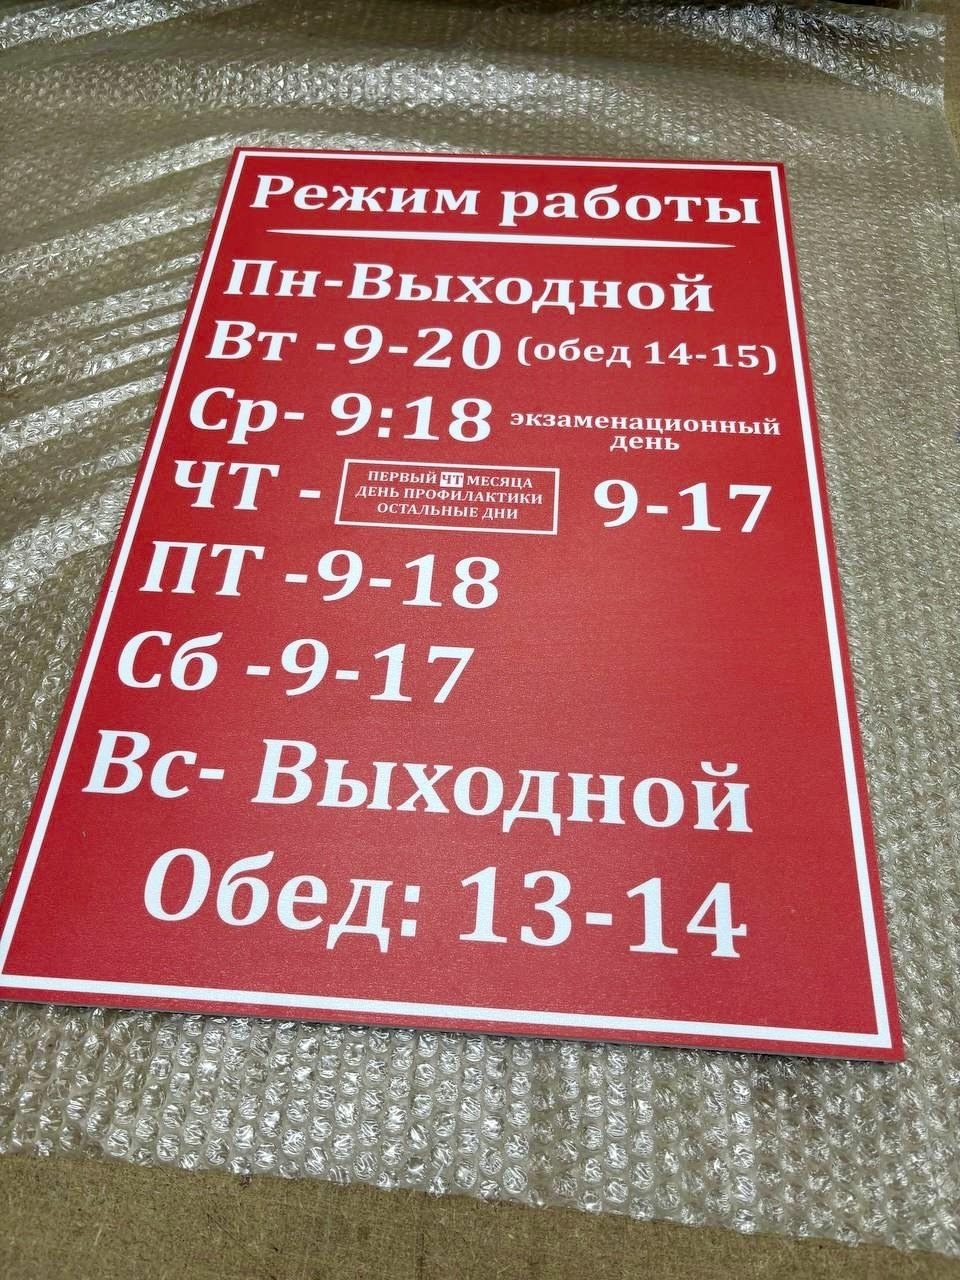 Режим работы
Пн-Выходной
Вт -9-20 (обед 14-15)
Ср- 9:18 экзаменационный
день
ЧТ - ПЕРВЫЙ ЧТ МЕСЯЦА
ДЕНЬ ПРОФИЛАКТИКИ
ОСТАЛЬНЫЕ ДНИ
9-17
ПТ -9-18
Сб -9-17
Вс- Выходной
Обед: 13-14